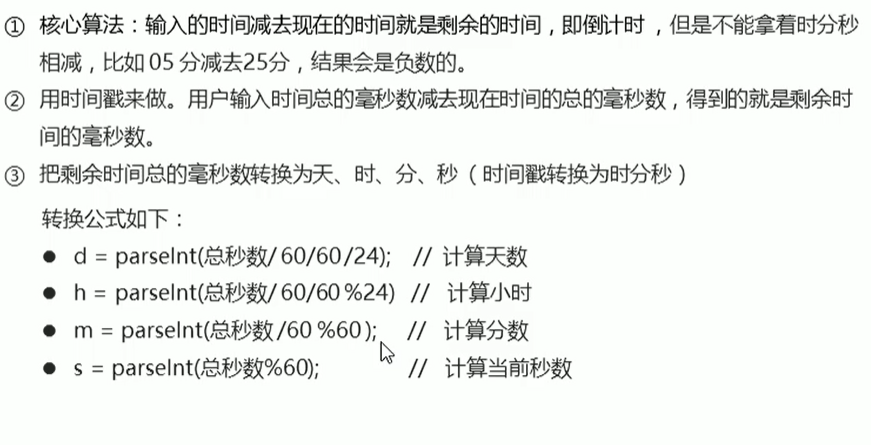 ① 核心算法：输入的时间减去现在的时间就是剩余的时间，即倒计时，但是不能拿着时分秒
相减，比如 05 分减去25分，结果会是负数的。
② 用时间戳来做。用户输入时间总的毫秒数减去现在时间的总的毫秒数，得到的就是剩余时
间的毫秒数。
③ 把剩余时间总的毫秒数转换为天、时、分、秒（时间戳转换为时分秒）
转换公式如下：
● d = parseInt(总秒数/ 60/60 /24); // 计算天数
● h = parseInt(总秒数/ 60/60 %24) // 计算小时
● m = parseInt(总秒数 /60 %60 ); // 计算分数
● s = parseInt(总秒数%60); // 计算当前秒数